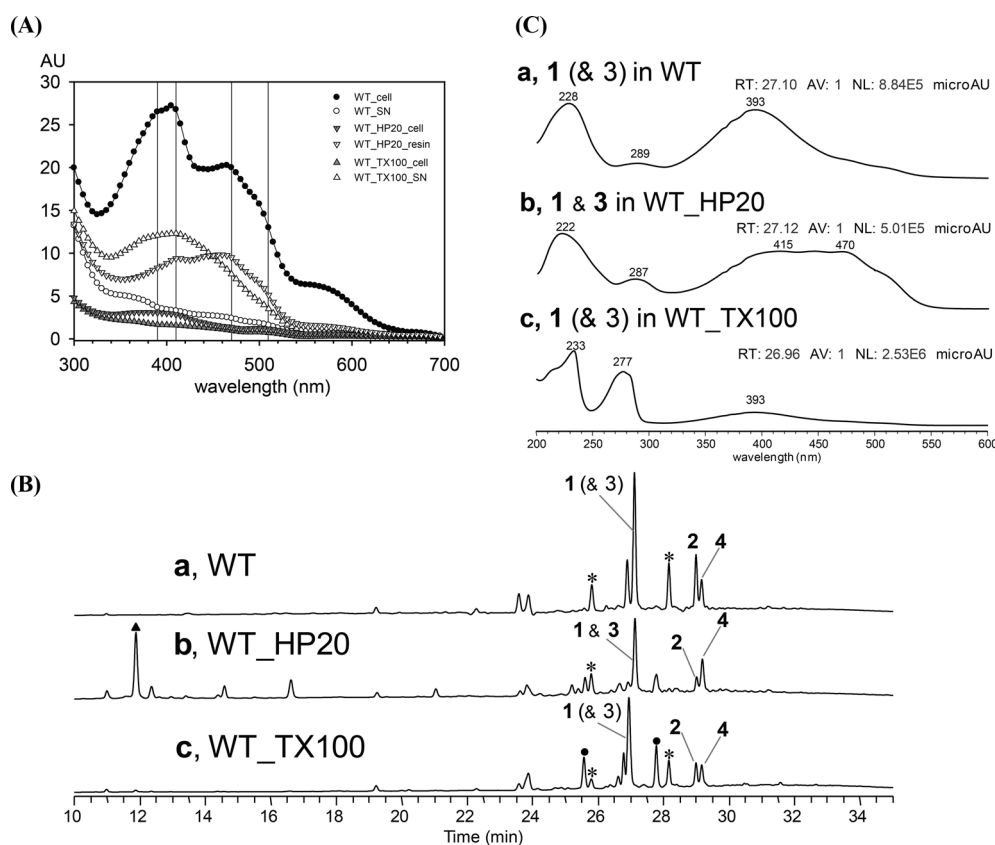 (A)
AU
30
25
20
15
10
5
0
300 400 500 600 700
wavelength (nm)
WT_cell
WT_SN
WT_HP20_cell
WT_HP20_resin
WT_TX100_cell
WT_TX100_SN
(C)
a, 1 (& 3) in WT
RT: 27.10 AV: 1 NL: 8.84E5 microAU
228
289
393
b, 1 & 3 in WT_HP20
RT: 27.12 AV: 1 NL: 5.01E5 microAU
222
287
415 470
c, 1 (& 3) in WT_TX100
RT: 26.96 AV: 1 NL: 2.53E6 microAU
233
277
393
200 250 300 350 400 450 500 550 600
wavelength (nm)
(B)
a, WT
1 (& 3)
*
*
2 4
b, WT_HP20
1 & 3
*
2
4
c, WT_TX100
1 (& 3)
*
*
2 4
10 12 14 16 18 20 22 24 26 28 30 32 34
Time (min)